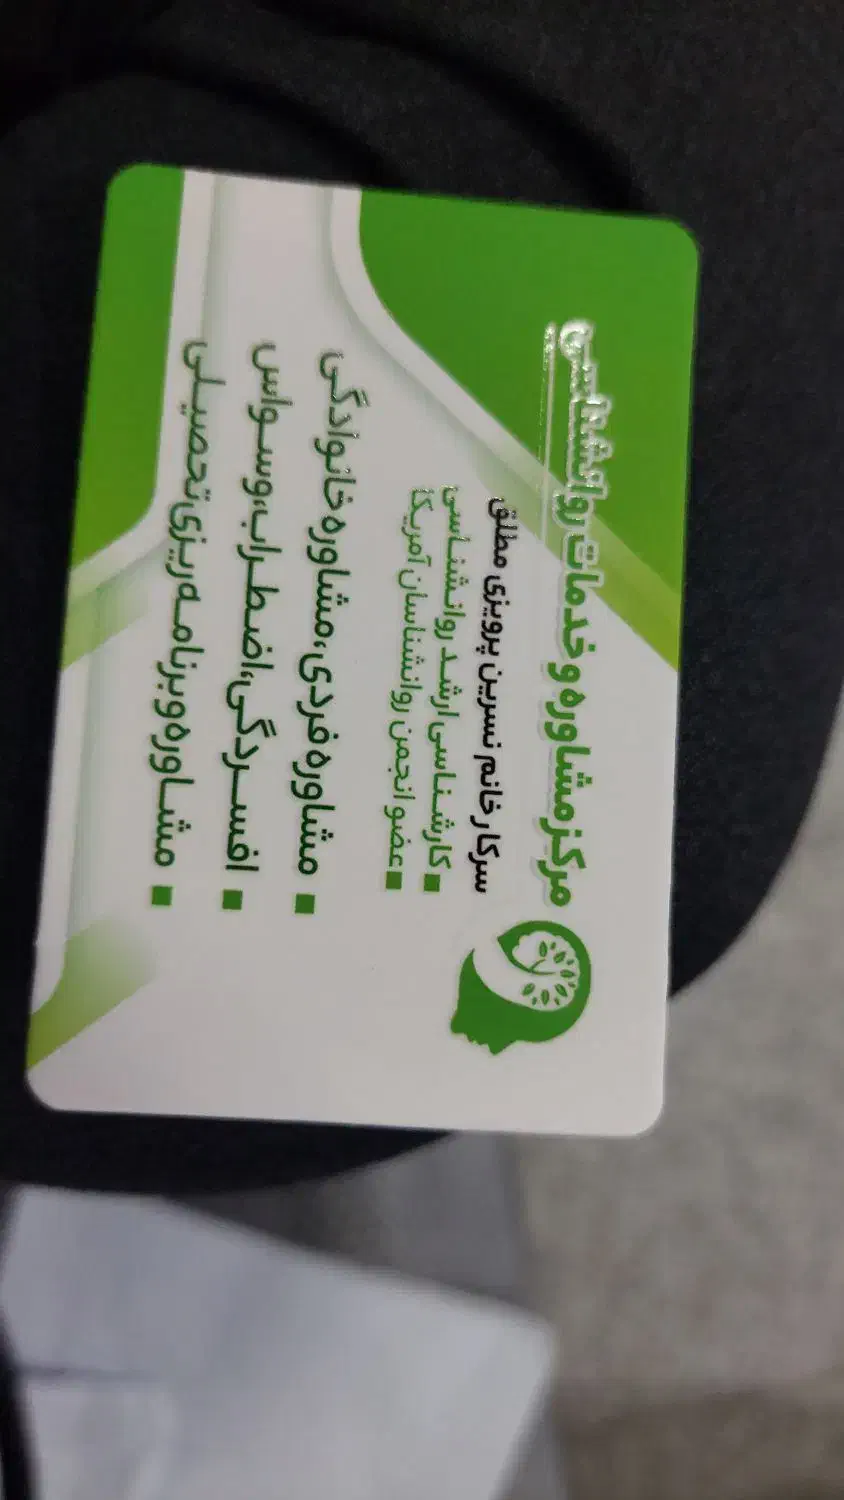 مرکز مشاوره و خدمات روانشناسی
سرکار خانم نسرین پرویزی مطلق
کارشناسی ارشد روانشناسی
عضو انجمن روانشناسان آمریکا
مشاوره فردی، مشاوره خانوادگی
افسردگی، اضطراب، وسواس
مشاوره و برنامه ریزی تحصیلی